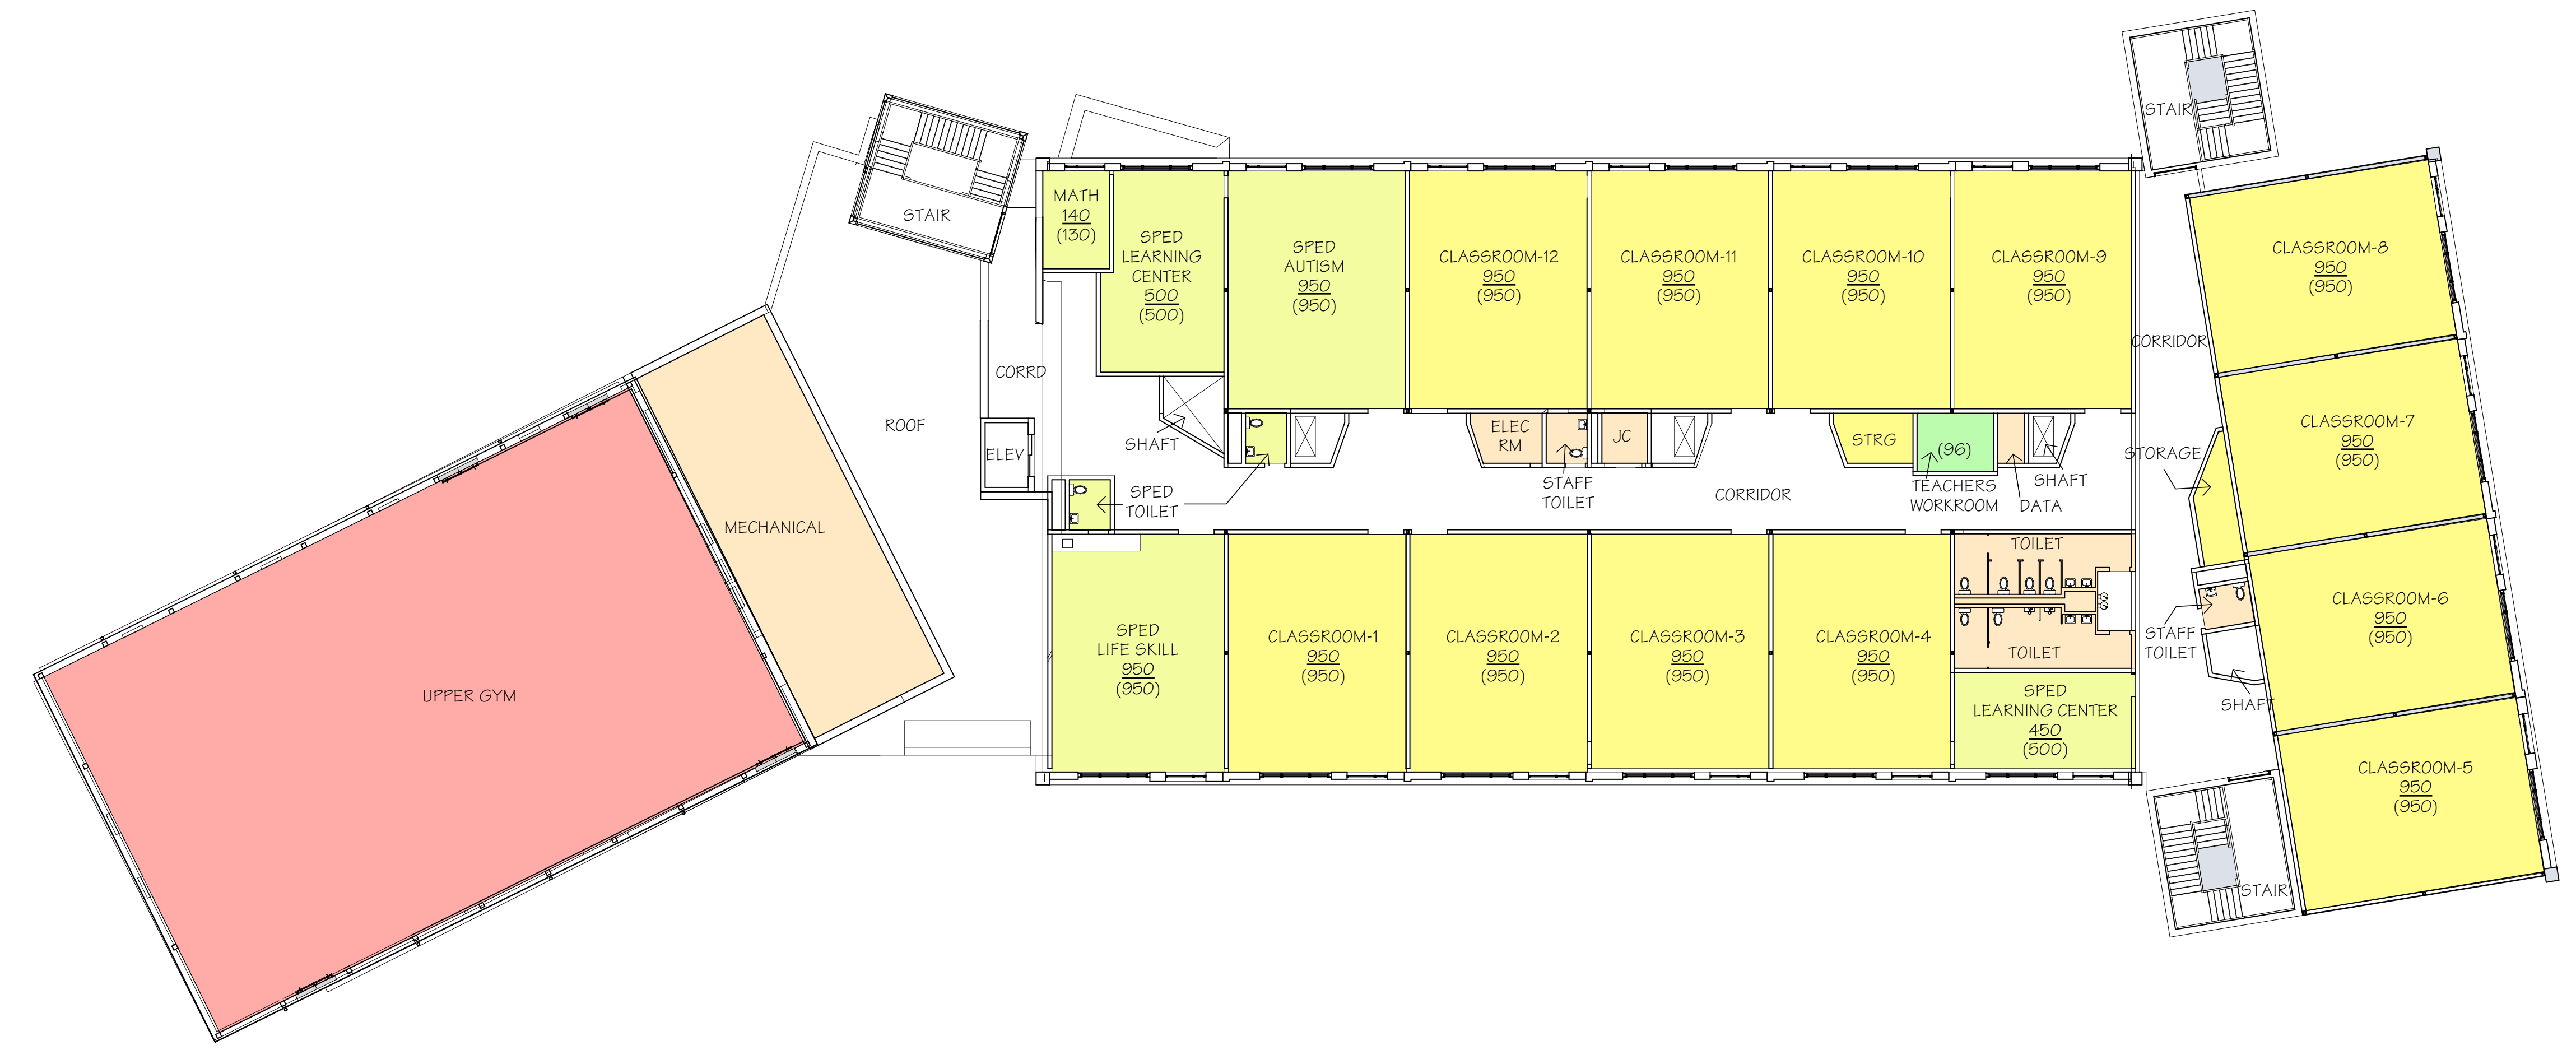 STAIR
STAIR
MATH
140
(130)
SPED
LEARNING
CENTER
500
(500)
SPED
AUTISM
950
(950)
CLASSROOM-12
950
(950)
CLASSROOM-11
950
(950)
CLASSROOM-10
950
(950)
CLASSROOM-9
950
(950)
CLASSROOM-8
950
(950)
CORRIDOR
CORRD
ROOF
ELEV
SHAFT
ELEC
RM
JC
STRG
(96)
CLASSROOM-7
950
(950)
STORAGE
SPED
TOILET
STAFF
TOILET
CORRIDOR
TEACHERS
WORKROOM
DATA
SHAFT
MECHANICAL
UPPER GYM
SPED
LIFE SKILL
950
(950)
CLASSROOM-1
950
(950)
CLASSROOM-2
950
(950)
CLASSROOM-3
950
(950)
CLASSROOM-4
950
(950)
TOILET
TOILET
SPED
LEARNING CENTER
450
(500)
STAFF
TOILET
SHAFT
CLASSROOM-6
950
(950)
CLASSROOM-5
950
(950)
STAIR